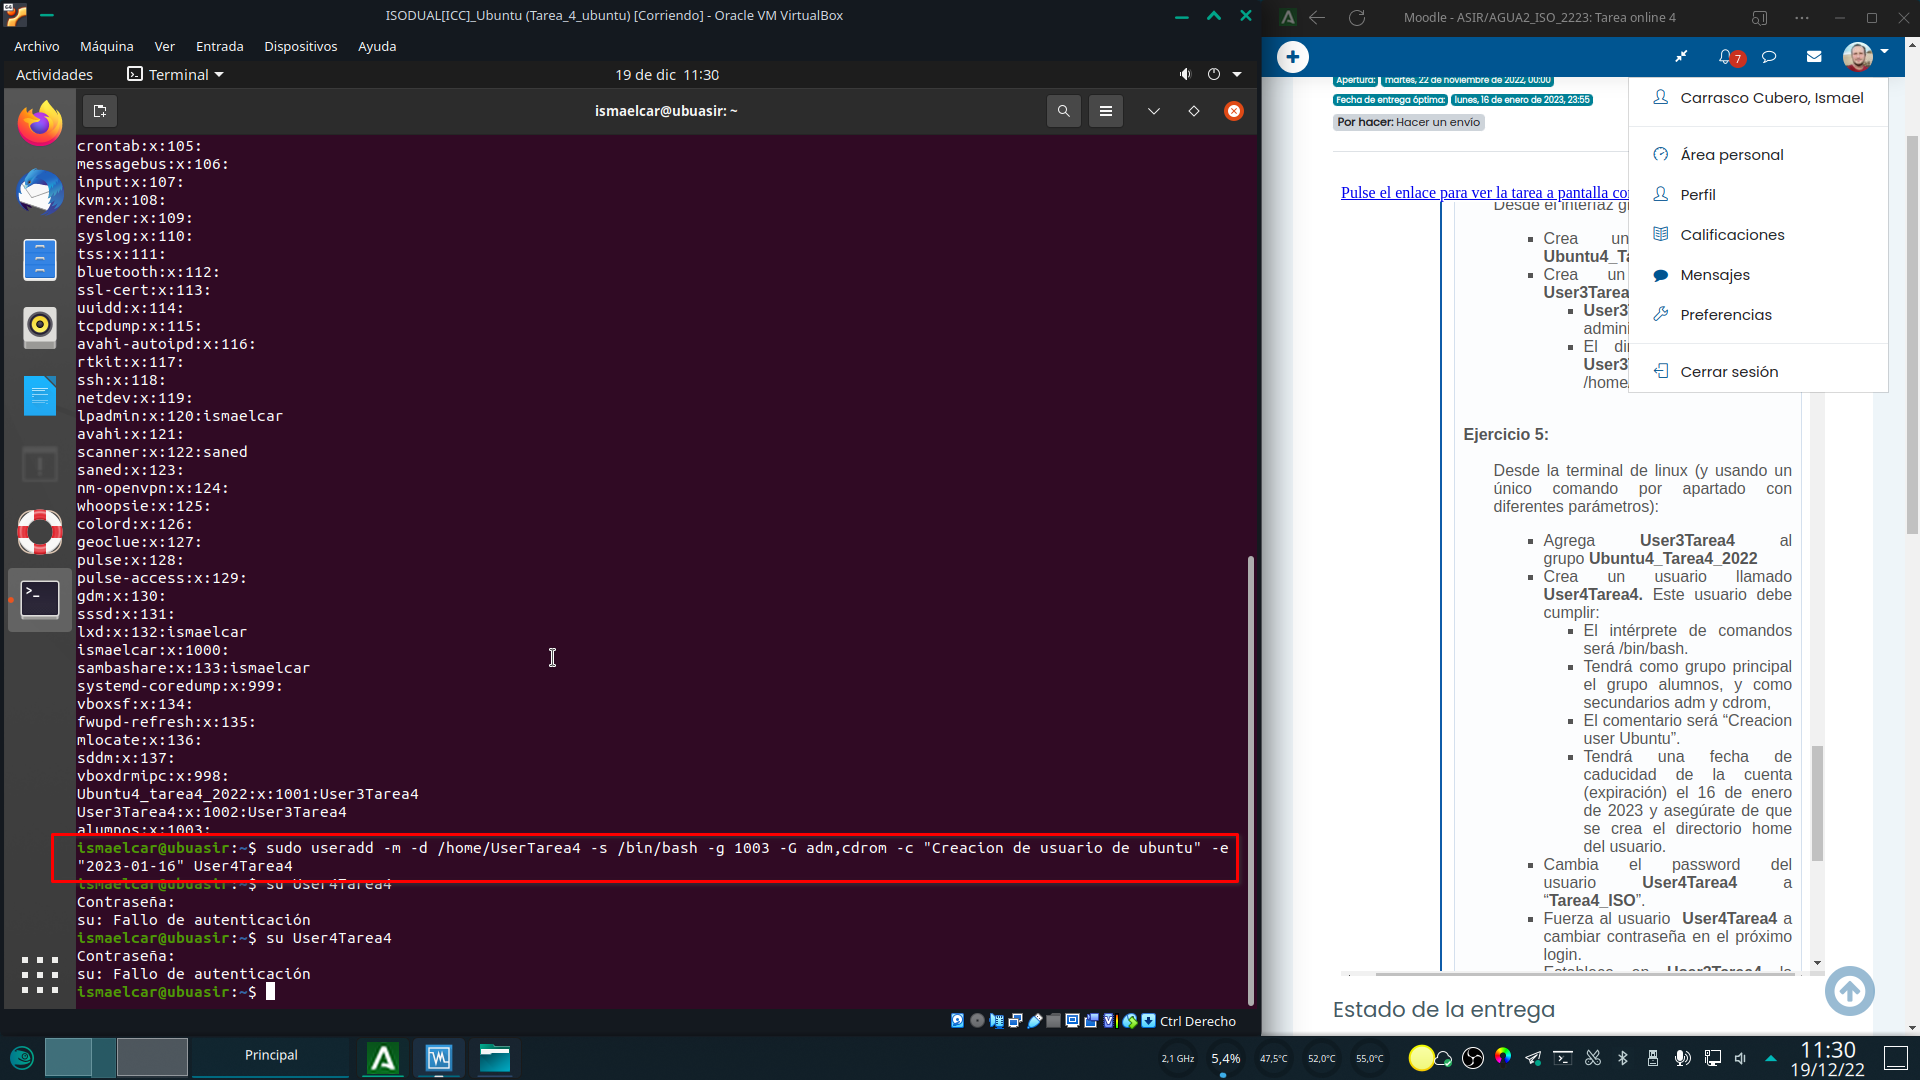 ISODUAL[ICC]_Ubuntu (Tarea_4_ubuntu) [Corriendo] - Oracle VM VirtualBox
Archivo Máquina Ver Entrada Dispositivos Ayuda
Actividades Terminal 19 de dic 11:30
ismaelcar@ubuasir: ~
crontab:x:105:
messagebus:x:106:
input:x:107:
kvm:x:108:
render:x:109:
syslog:x:110:
tss:x:111:
bluetooth:x:112:
ssl-cert:x:113:
uuidd:x:114:
tcpdump:x:115:
avahi-autoipd:x:116:
rtkit:x:117:
ssh:x:118:
netdev:x:119:
lpadmin:x:120:ismaelcar
avahi:x:121:
scanner:x:122:saned
saned:x:123:
nm-openvpn:x:124:
whoopsie:x:125:
colord:x:126:
geoclue:x:127:
pulse:x:128:
pulse-access:x:129:
gdm:x:130:
sssd:x:131:
lxd:x:132:ismaelcar
ismaelcar:x:1000:
sambashare:x:133:ismaelcar
systemd-coredump:x:999:
vboxsf:x:134:
fwupd-refresh:x:135:
mlocate:x:136:
sddm:x:137:
vboxdrmipc:x:998:
Ubuntu4_tarea4_2022:x:1001:User3Tarea4
User3Tarea4:x:1002:User3Tarea4
alumnos:x:1003:
ismaelcar@ubuasir:~$ sudo useradd -m -d /home/UserTarea4 -s /bin/bash -g 1003 -G adm,cdrom -c "Creacion de usuario de ubuntu" -e
"2023-01-16" User4Tarea4
ismaelcar@ubuasir:~$ su User4Tarea4
Contraseña:
su: Fallo de autenticación
ismaelcar@ubuasir:~$ su User4Tarea4
Contraseña:
su: Fallo de autenticación
ismaelcar@ubuasir:~$
Ctrl Derecho
Moodle - ASIR/AGUA2_ISO_2223: Tarea online 4
7
Apertura: martes, 22 de noviembre de 2022, 00:00
Fecha de entrega óptima: lunes, 16 de enero de 2023, 23:55
Por hacer: Hacer un envío
Carrasco Cubero, Ismael
Área personal
Perfil
Calificaciones
Mensajes
Preferencias
Cerrar sesión
Pulse el enlace para ver la tarea a pantalla co
Desde el interfaz g
Crea un
Ubuntu4_Ta
Crea un
User3Tarea
User3
admini
El di
User3
/home/
Ejercicio 5:
Desde la terminal de linux (y usando un
único comando por apartado con
diferentes parámetros):
Agrega User3Tarea4 al
grupo Ubuntu4_Tarea4_2022
Crea un usuario llamado
User4Tarea4. Este usuario debe
cumplir:
El intérprete de comandos
será /bin/bash.
Tendrá como grupo principal
el grupo alumnos, y como
secundarios adm y cdrom,
El comentario será “Creacion
user Ubuntu”.
Tendrá una fecha de
caducidad de la cuenta
(expiración) el 16 de enero
de 2023 y asegúrate de que
se crea el directorio home
del usuario.
Cambia el password del
usuario User4Tarea4 a
“Tarea4_ISO”.
Fuerza al usuario User4Tarea4 a
cambiar contraseña en el próximo
login.
Establece en User3Tarea4 la
Estado de la entrega
Principal
2,1 GHz 5,4% 47,5°C 52,0°C 55,0°C
11:30
19/12/22